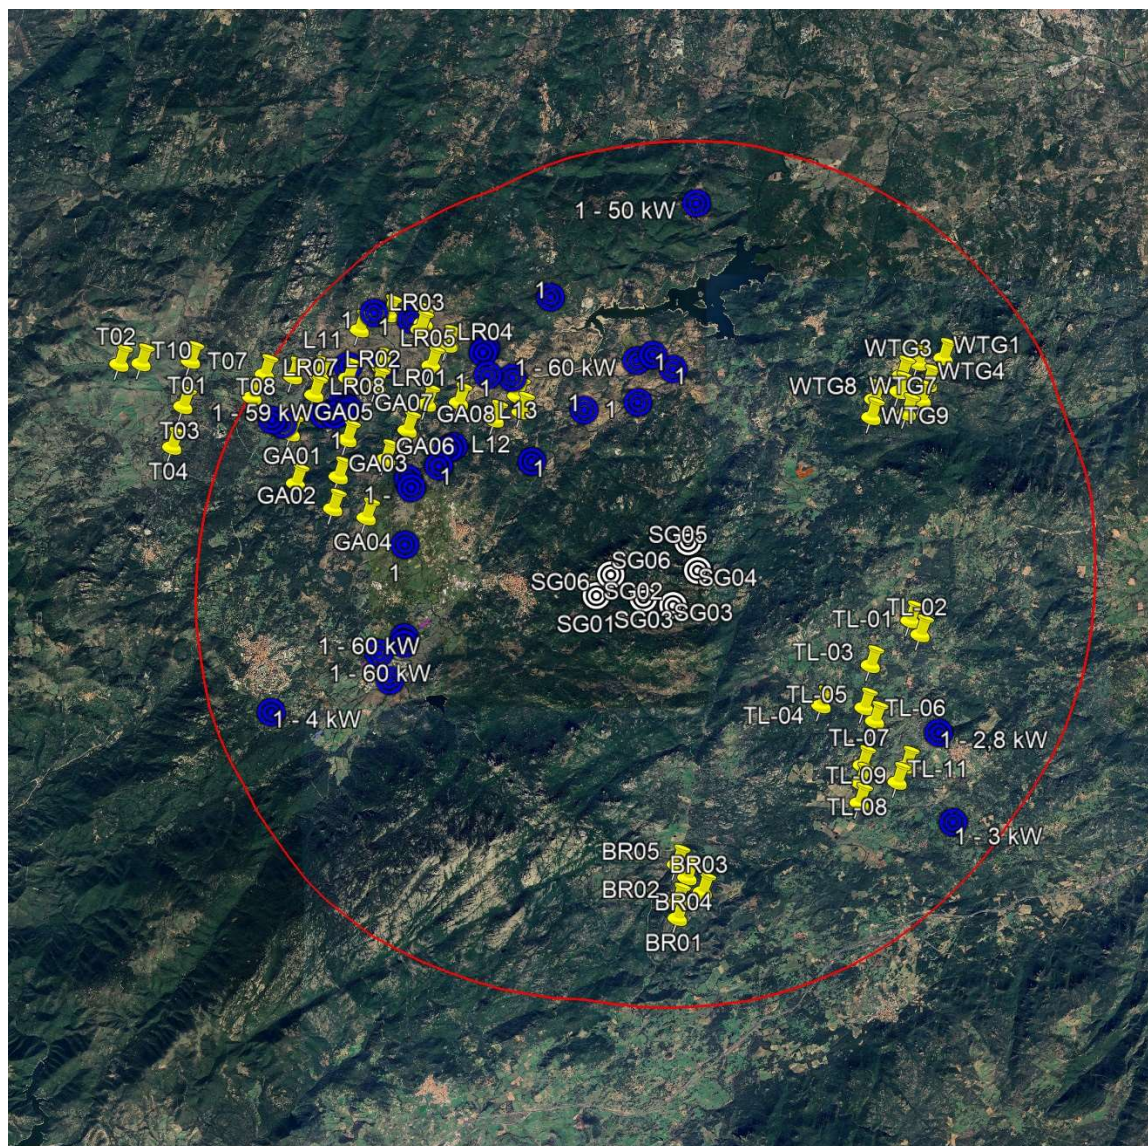 1 - 50 kW
1
LR03
1
1
L11
LR05
LR04
T02
T10
T07
LR07
LR02
1 - 60 kW
1
1
WTG3
WTG1
T01
T08
LR08
LR01
1
1
WTG8
WTG7
WTG4
1 - 59 kW
GA05
GA07
GA08
L13
1
1
WTG9
T03
1
GA06
L12
T04
GA01
GA03
1
1
GA02
1 -
GA04
1
SG05
SG06
SG04
SG06
SG02
SG01
SG03
SG03
TL-02
TL-01
1 - 60 kW
TL-03
1 - 60 kW
TL-05
TL-06
TL-04
1 - 4 kW
TL-07
1 - 2,8 kW
TL-09
TL-11
TL-08
1 - 3 kW
BR05
BR03
BR02
BR04
BR01